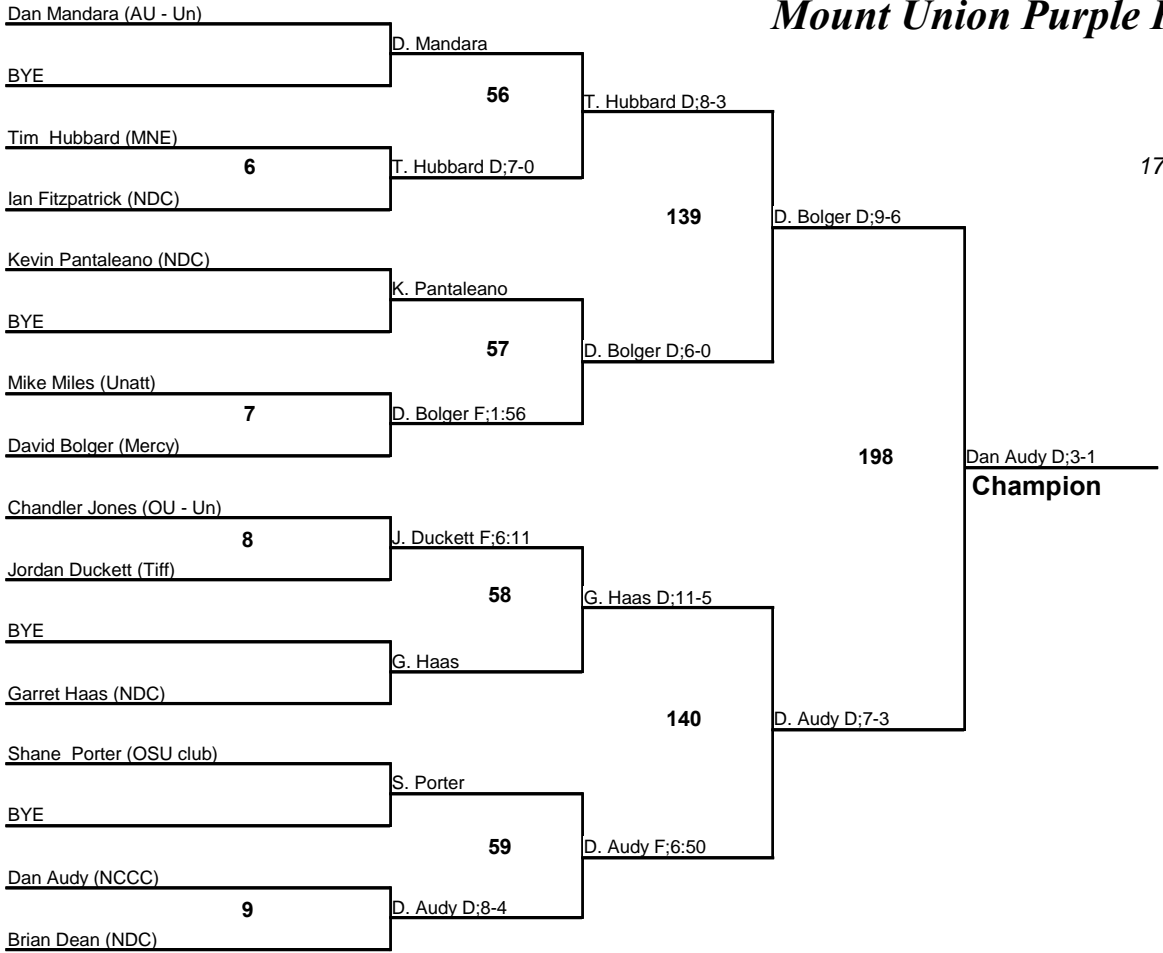 Mount Union Purple
17
Dan Mandara (AU - Un)
D. Mandara
BYE
56
T. Hubbard D;8-3
Tim  Hubbard (MNE)
6
T. Hubbard D;7-0
Ian Fitzpatrick (NDC)
139
D. Bolger D;9-6
Kevin Pantaleano (NDC)
K. Pantaleano
BYE
57
D. Bolger D;6-0
Mike Miles (Unatt)
7
D. Bolger F;1:56
David Bolger (Mercy)
198
Dan Audy D;3-1
Champion
Chandler Jones (OU - Un)
8
J. Duckett F;6:11
Jordan Duckett (Tiff)
58
G. Haas D;11-5
BYE
G. Haas
Garret Haas (NDC)
140
D. Audy D;7-3
Shane  Porter (OSU club)
S. Porter
BYE
59
D. Audy F;6:50
Dan Audy (NCCC)
9
D. Audy D;8-4
Brian Dean (NDC)